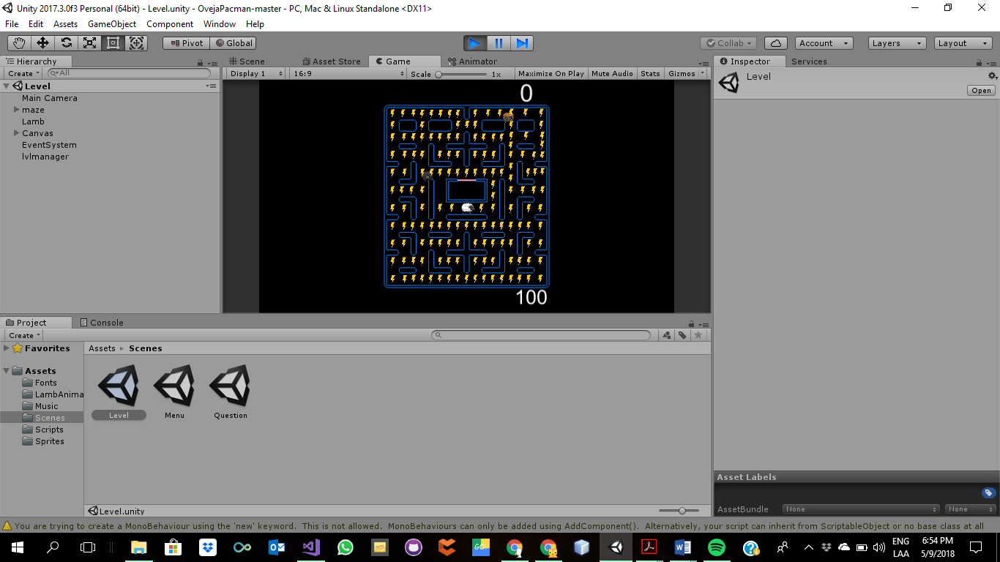 Unity 2017.3.0f3 Personal (64bit) - Level.unity - OvejaPacman-master - PC, Mac & Linux Standalone <DX11>
File Edit Assets GameObject Component Window Help
Pivot Global Collab Account Layers Layout
Hierarchy Scene Asset Store Game Animator Inspector Services
Create All Display 1 16:9 Scale 1x Maximize On Play Mute Audio Stats Gizmos Level
Open
Level
Main Camera
maze
Lamb
Canvas
EventSystem
lvlmanager
0
100
Project Console
Create
Favorites Assets Scenes
Assets
Fonts
LambAnima
Music
Scenes
Scripts
Sprites
Level Menu Question
Level.unity
Asset Labels
AssetBundle None None
You are trying to create a MonoBehaviour using the 'new' keyword. This is not allowed. MonoBehaviours can only be added using AddComponent(). Alternatively, your script can inherit from ScriptableObject or no base class at all
GO!
ENG 6:54 PM
LAA 5/9/2018